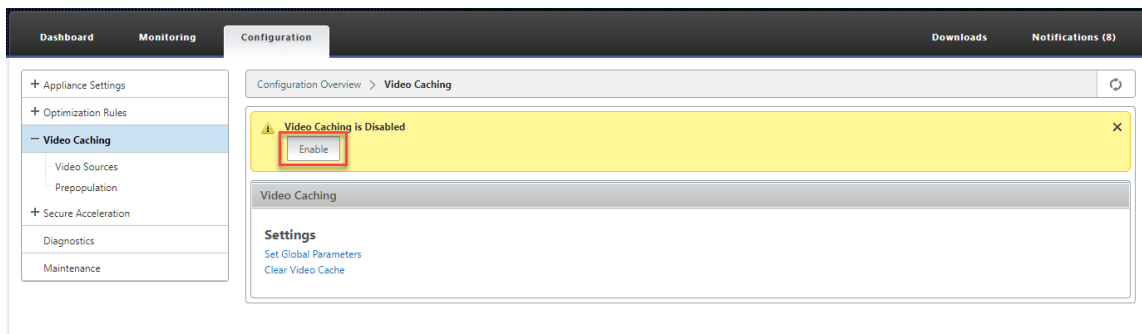 Dashboard Monitoring Configuration Downloads Notifications (8)
+ Appliance Settings
+ Optimization Rules
− Video Caching
Video Sources
Prepopulation
+ Secure Acceleration
Diagnostics
Maintenance
Configuration Overview > Video Caching
Video Caching is Disabled
Enable
Video Caching
Settings
Set Global Parameters
Clear Video Cache